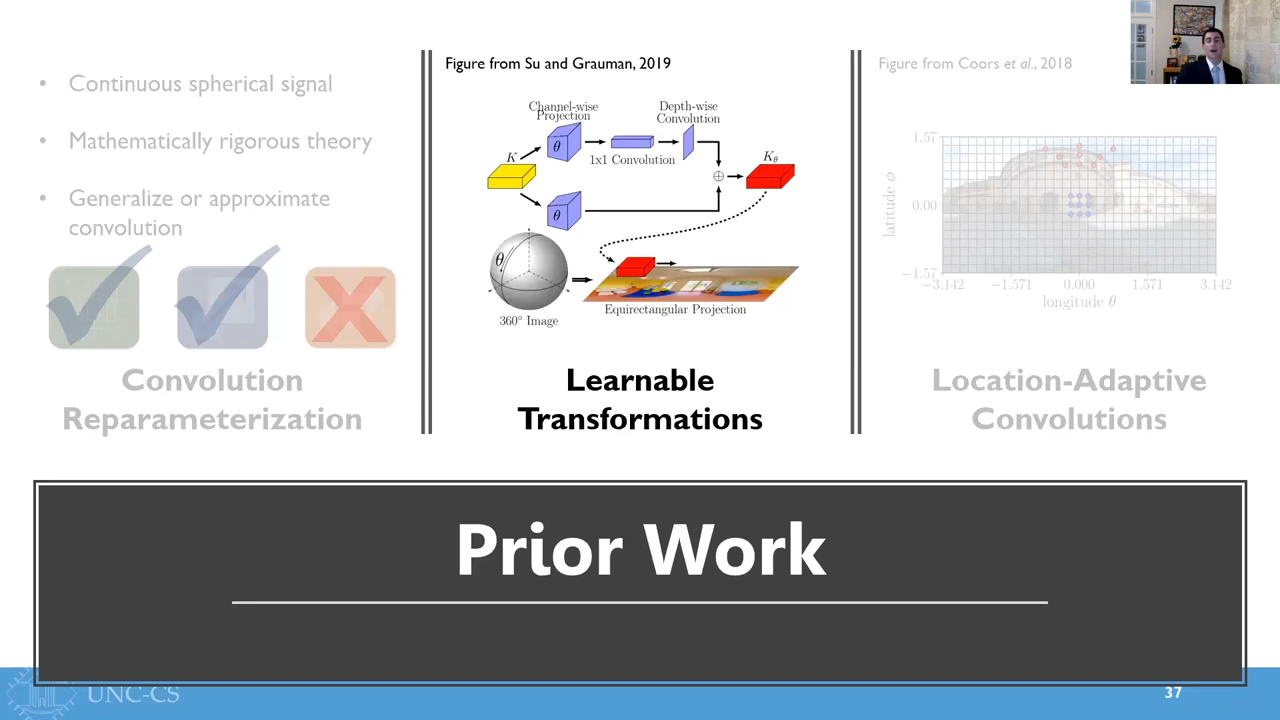 • Continuous spherical signal
• Mathematically rigorous theory
• Generalize or approximate
convolution
Convolution
Reparameterization
Figure from Su and Grauman, 2019
Channel-wise
Projection
Depth-wise
Convolution
K
θ
1x1 Convolution
Kθ
⊕
θ
θ
360° Image
Equirectangular Projection
Learnable
Transformations
Figure from Coors et al., 2018
1.57
0.00
−1.57
latitude ϕ
−3.142 −1.571 0.000 1.571 3.142
longitude θ
Location-Adaptive
Convolutions
Prior Work
UNC-CS
37